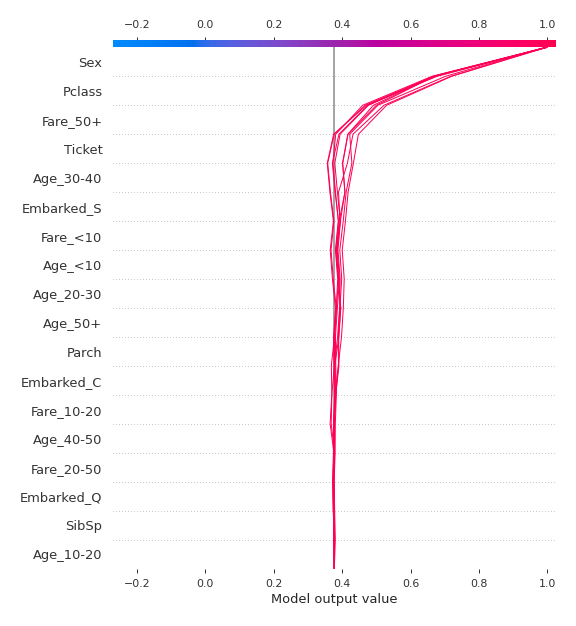 −0.2 0.0 0.2 0.4 0.6 0.8 1.0
Sex
Pclass
Fare_50+
Ticket
Age_30-40
Embarked_S
Fare_<10
Age_<10
Age_20-30
Age_50+
Parch
Embarked_C
Fare_10-20
Age_40-50
Fare_20-50
Embarked_Q
SibSp
Age_10-20
−0.2 0.0 0.2 0.4 0.6 0.8 1.0
Model output value